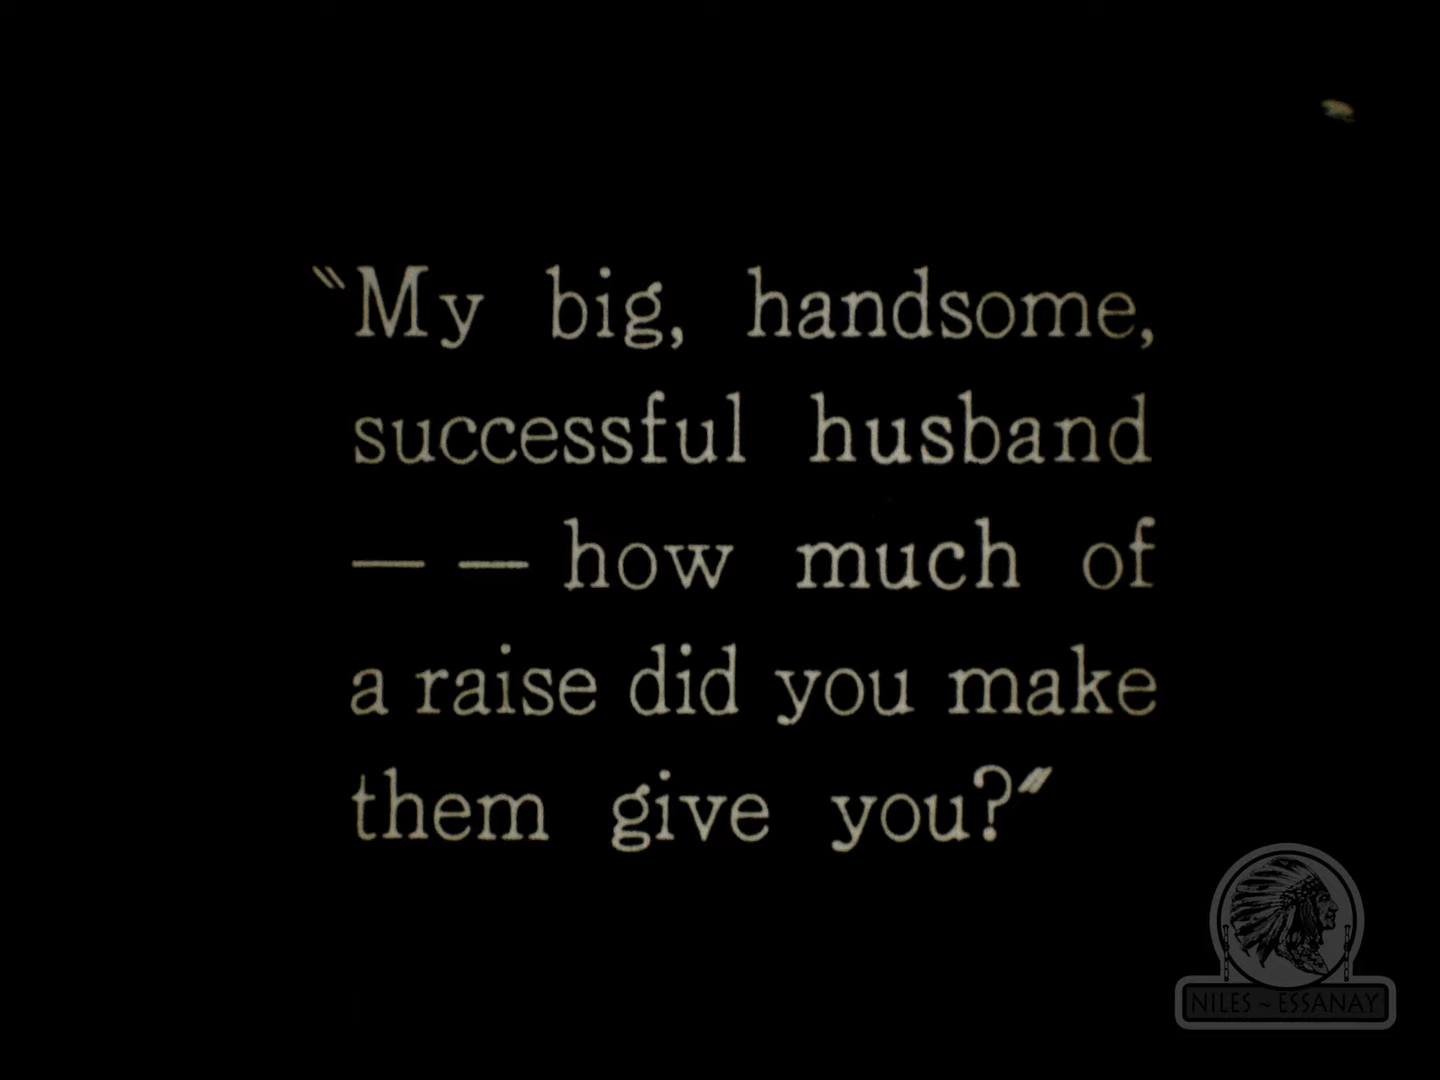 "My big, handsome,
successful husband
— — how much of
a raise did you make
them give you?"
NILES ~ ESSANAY